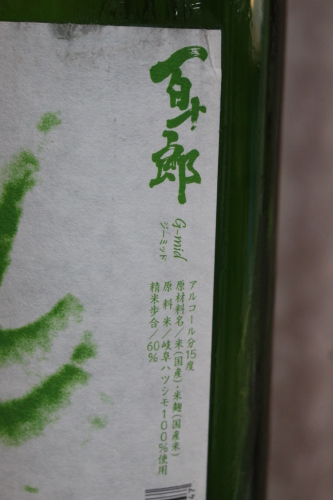 百十郎
G-mid
ジーミッド
アルコール分15度
原材料名/米(国産)・米麹(国産米)
原料米/岐阜ハツシモ100%使用
精米歩合/60%